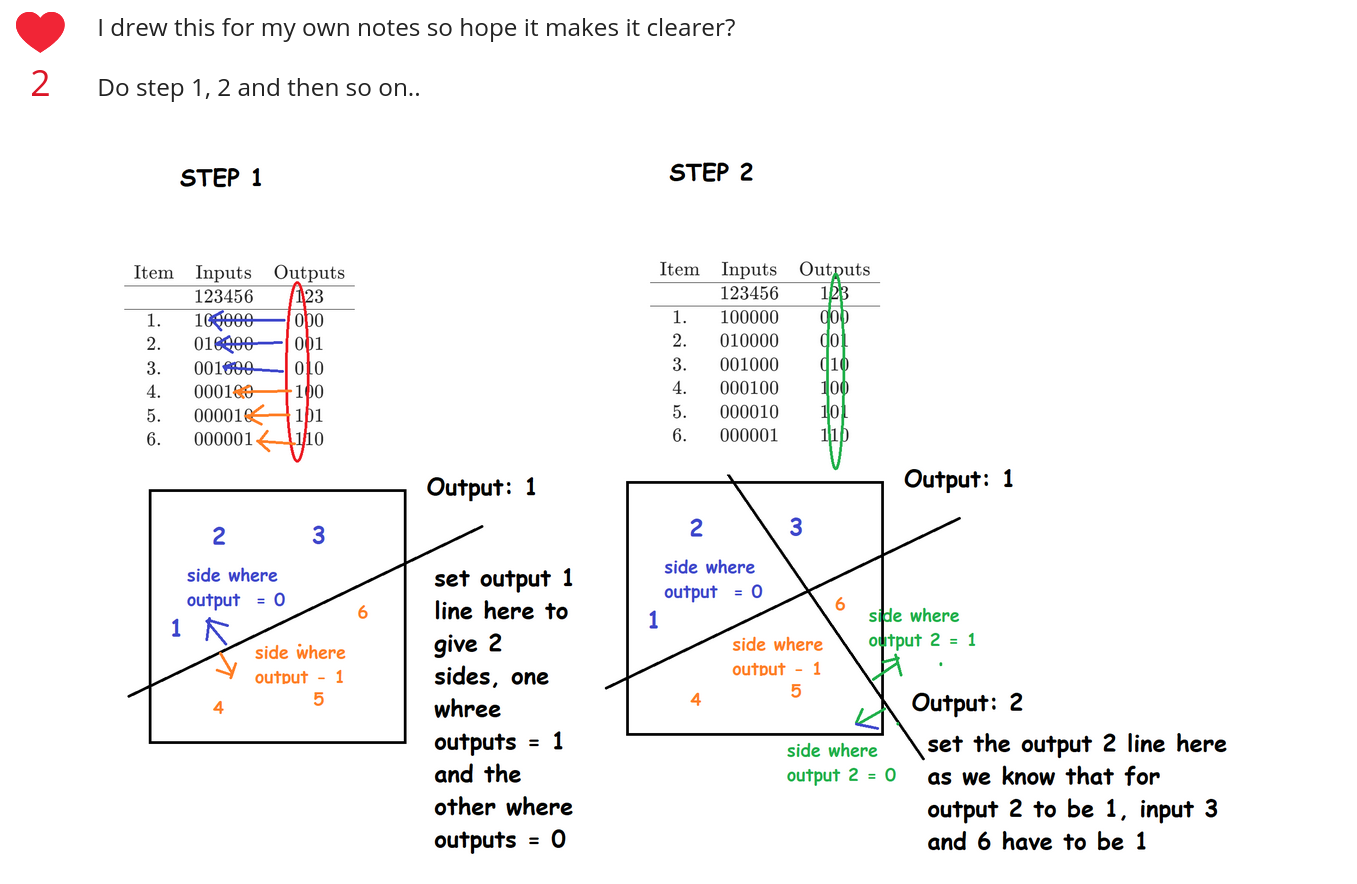 I drew this for my own notes so hope it makes it clearer?
2
Do step 1, 2 and then so on..
STEP 1
Item Inputs Outputs
123456 123
1. 100000 000
2. 010000 001
3. 001000 010
4. 000100 100
5. 000010 101
6. 000001 110
Output: 1
2 3
side where
output = 0
6
1
side where
output - 1
5
4
set output 1
line here to
give 2
sides, one
whree
outputs = 1
and the
other where
outputs = 0
STEP 2
Item Inputs Outputs
123456 123
1. 100000 000
2. 010000 001
3. 001000 010
4. 000100 100
5. 000010 101
6. 000001 110
Output: 1
2 3
side where
output = 0
6
1
side where
output 2 = 1
side where
output - 1
4 5
Output: 2
side where
output 2 = 0
set the output 2 line here
as we know that for
output 2 to be 1, input 3
and 6 have to be 1